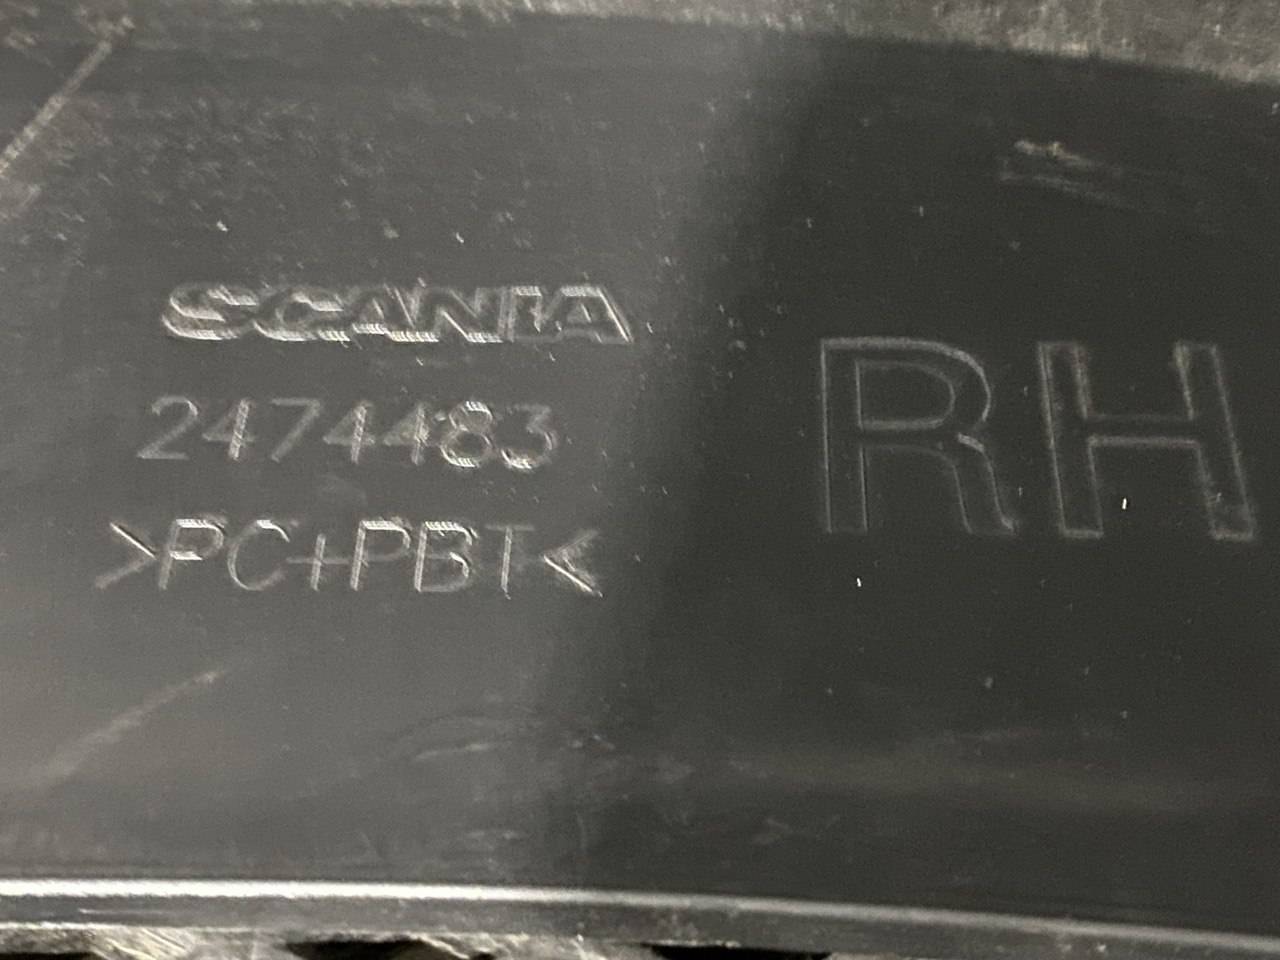 SCANIA
2474483
>PC+PBT<
RH